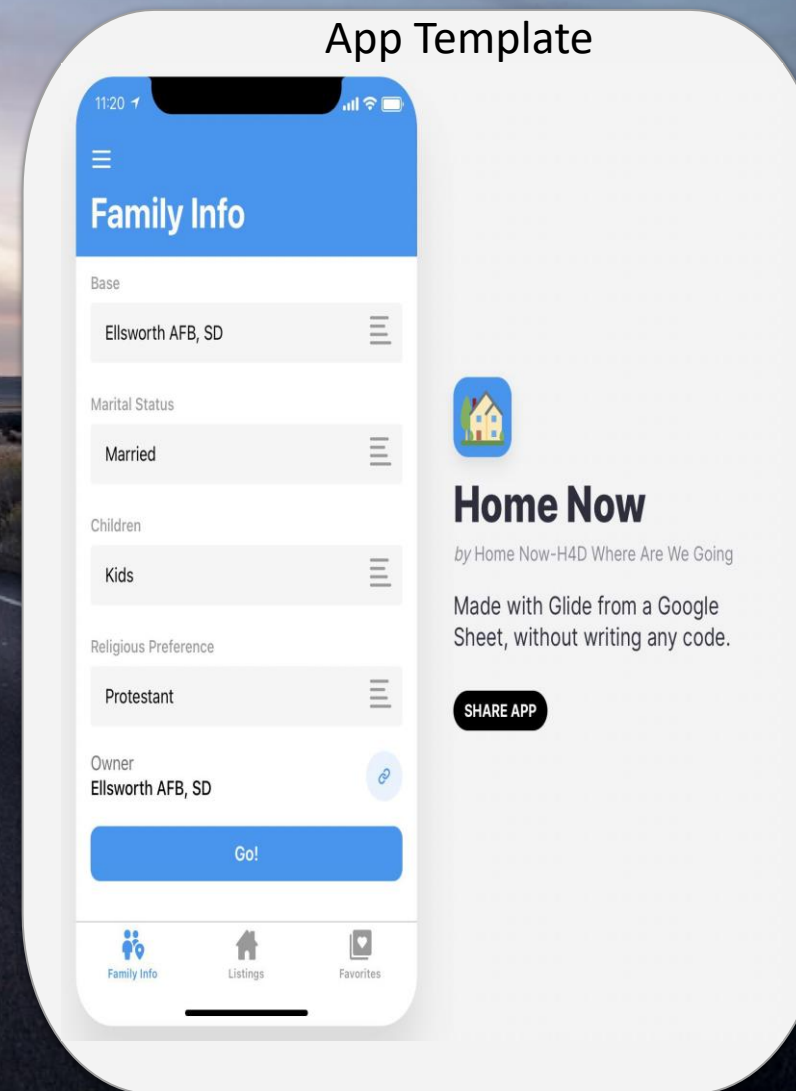 App Template
11:20
Family Info
Base
Ellsworth AFB, SD
Marital Status
Married
Children
Kids
Religious Preference
Protestant
Owner
Ellsworth AFB, SD
Go!
Family Info
Listings
Favorites
Home Now
by Home Now-H4D Where Are We Going
Made with Glide from a Google
Sheet, without writing any code.
SHARE APP